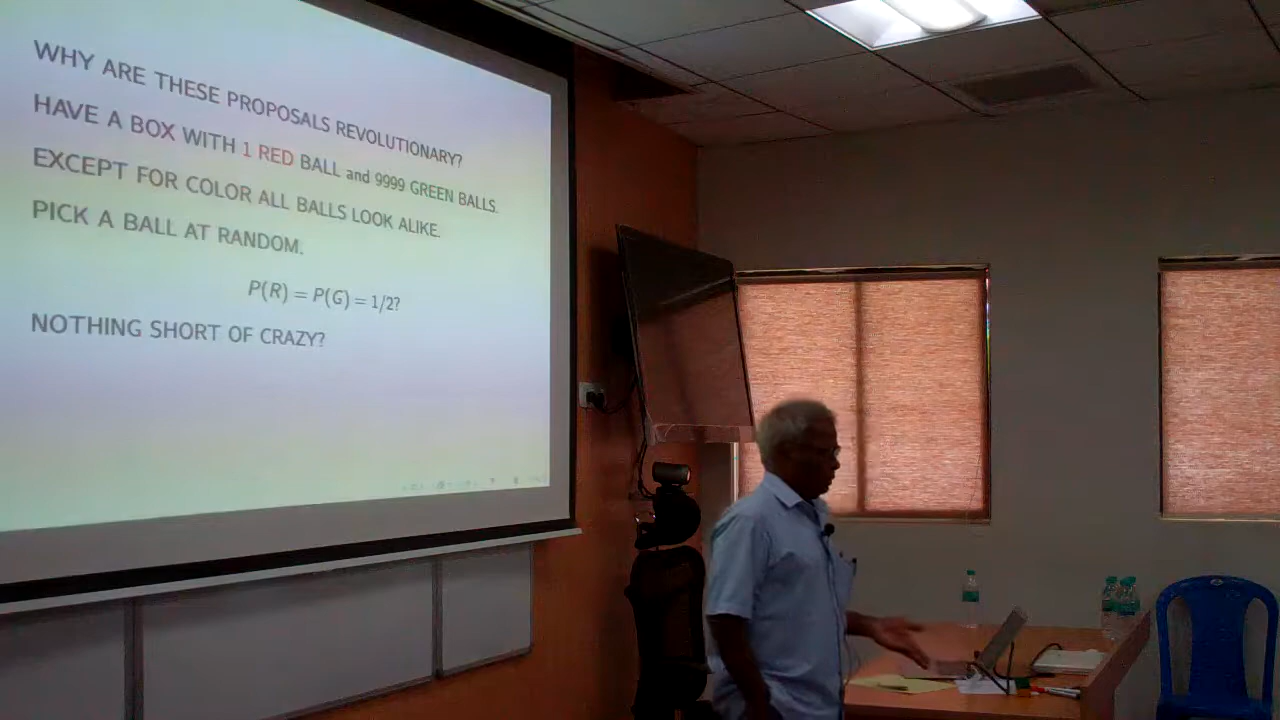 WHY ARE THESE PROPOSALS REVOLUTIONARY?
HAVE A BOX WITH 1 RED BALL and 9999 GREEN BALLS.
EXCEPT FOR COLOR ALL BALLS LOOK ALIKE.
PICK A BALL AT RANDOM.
P(R) = P(G) = 1/2?
NOTHING SHORT OF CRAZY?